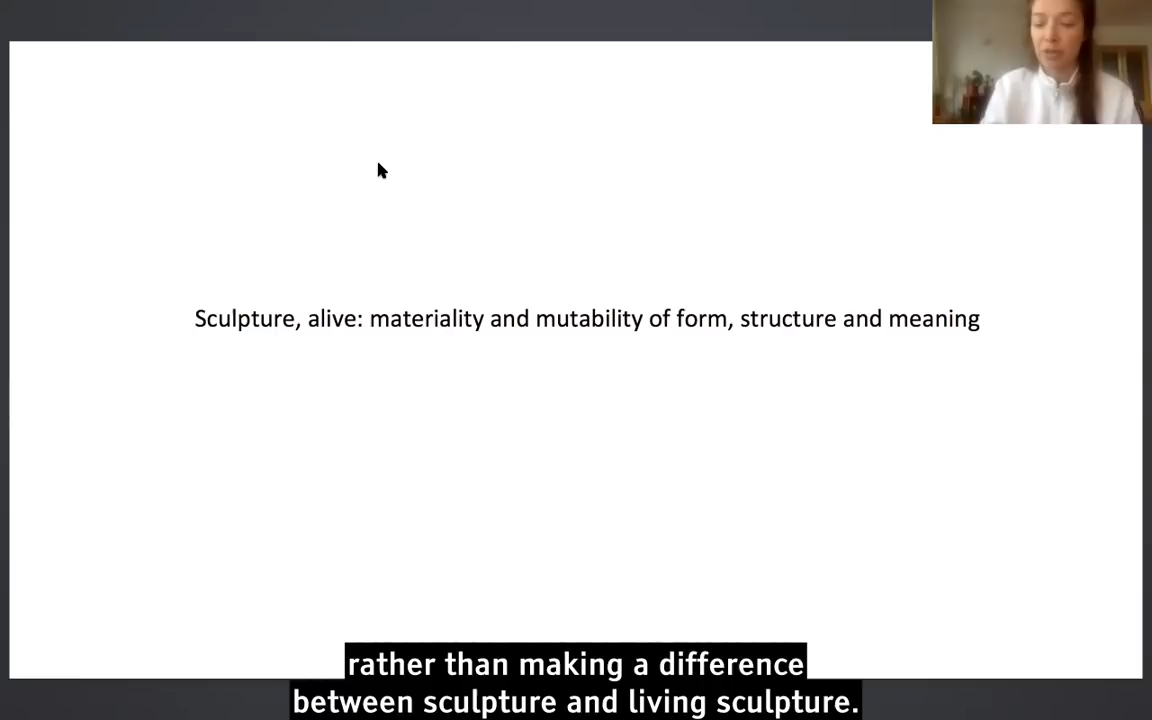 Sculpture, alive: materiality and mutability of form, structure and meaning
rather than making a difference
between sculpture and living sculpture.